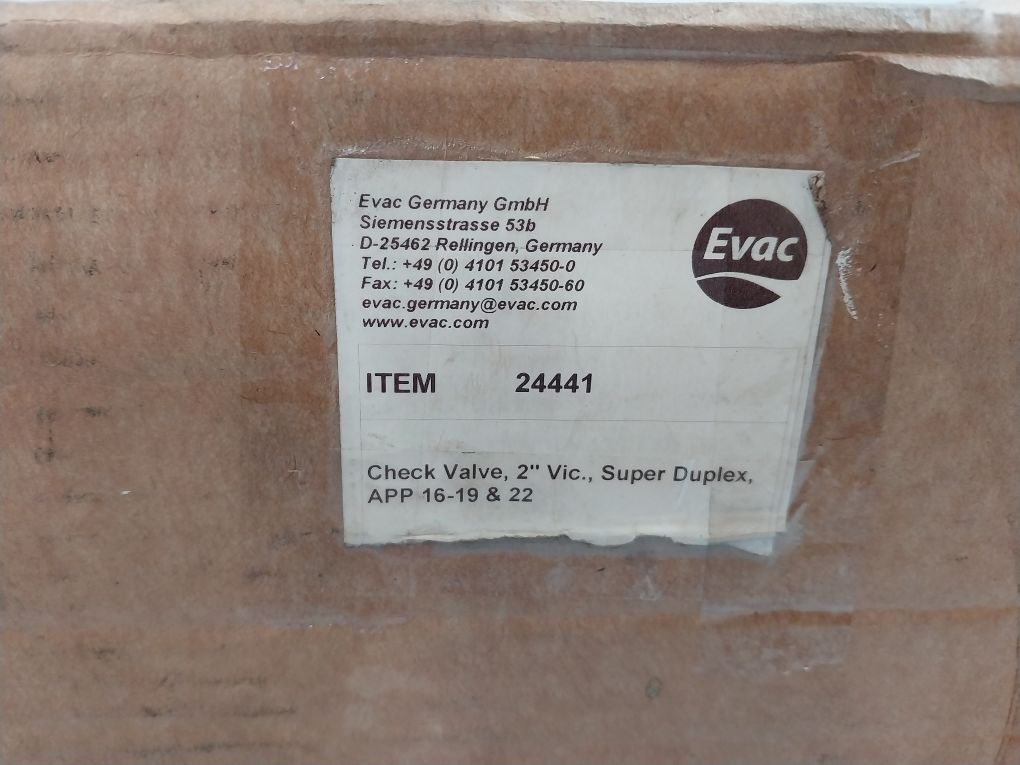 Evac Germany GmbH
Siemensstrasse 53b
D-25462 Rellingen, Germany
Tel.: +49 (0) 4101 53450-0
Fax: +49 (0) 4101 53450-60
evac.germany@evac.com
www.evac.com
Evac
ITEM 24441
Check Valve, 2" Vic., Super Duplex,
APP 16-19 & 22